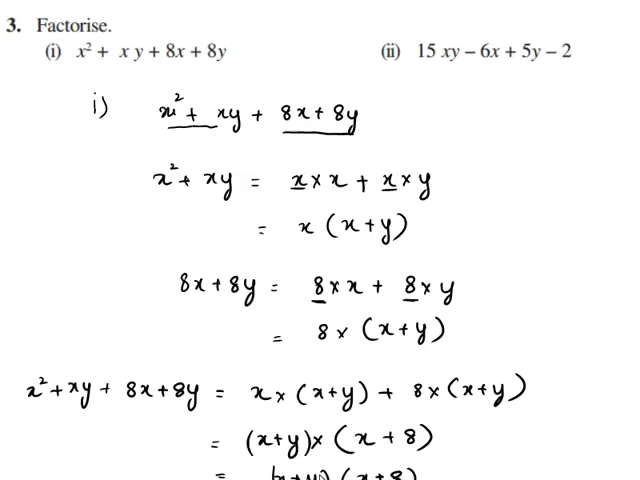 3. Factorise.
(i) x² + x y + 8x + 8y (ii) 15 xy – 6x + 5y – 2
i) x² + xy + 8x + 8y
x² + xy = x × x + x × y
= x (x+y)
8x + 8y = 8 × x + 8 × y
= 8 × (x+y)
x² + xy + 8x + 8y = x × (x+y) + 8 × (x+y)
= (x+y) × (x + 8)
= (x+y) (x+8)